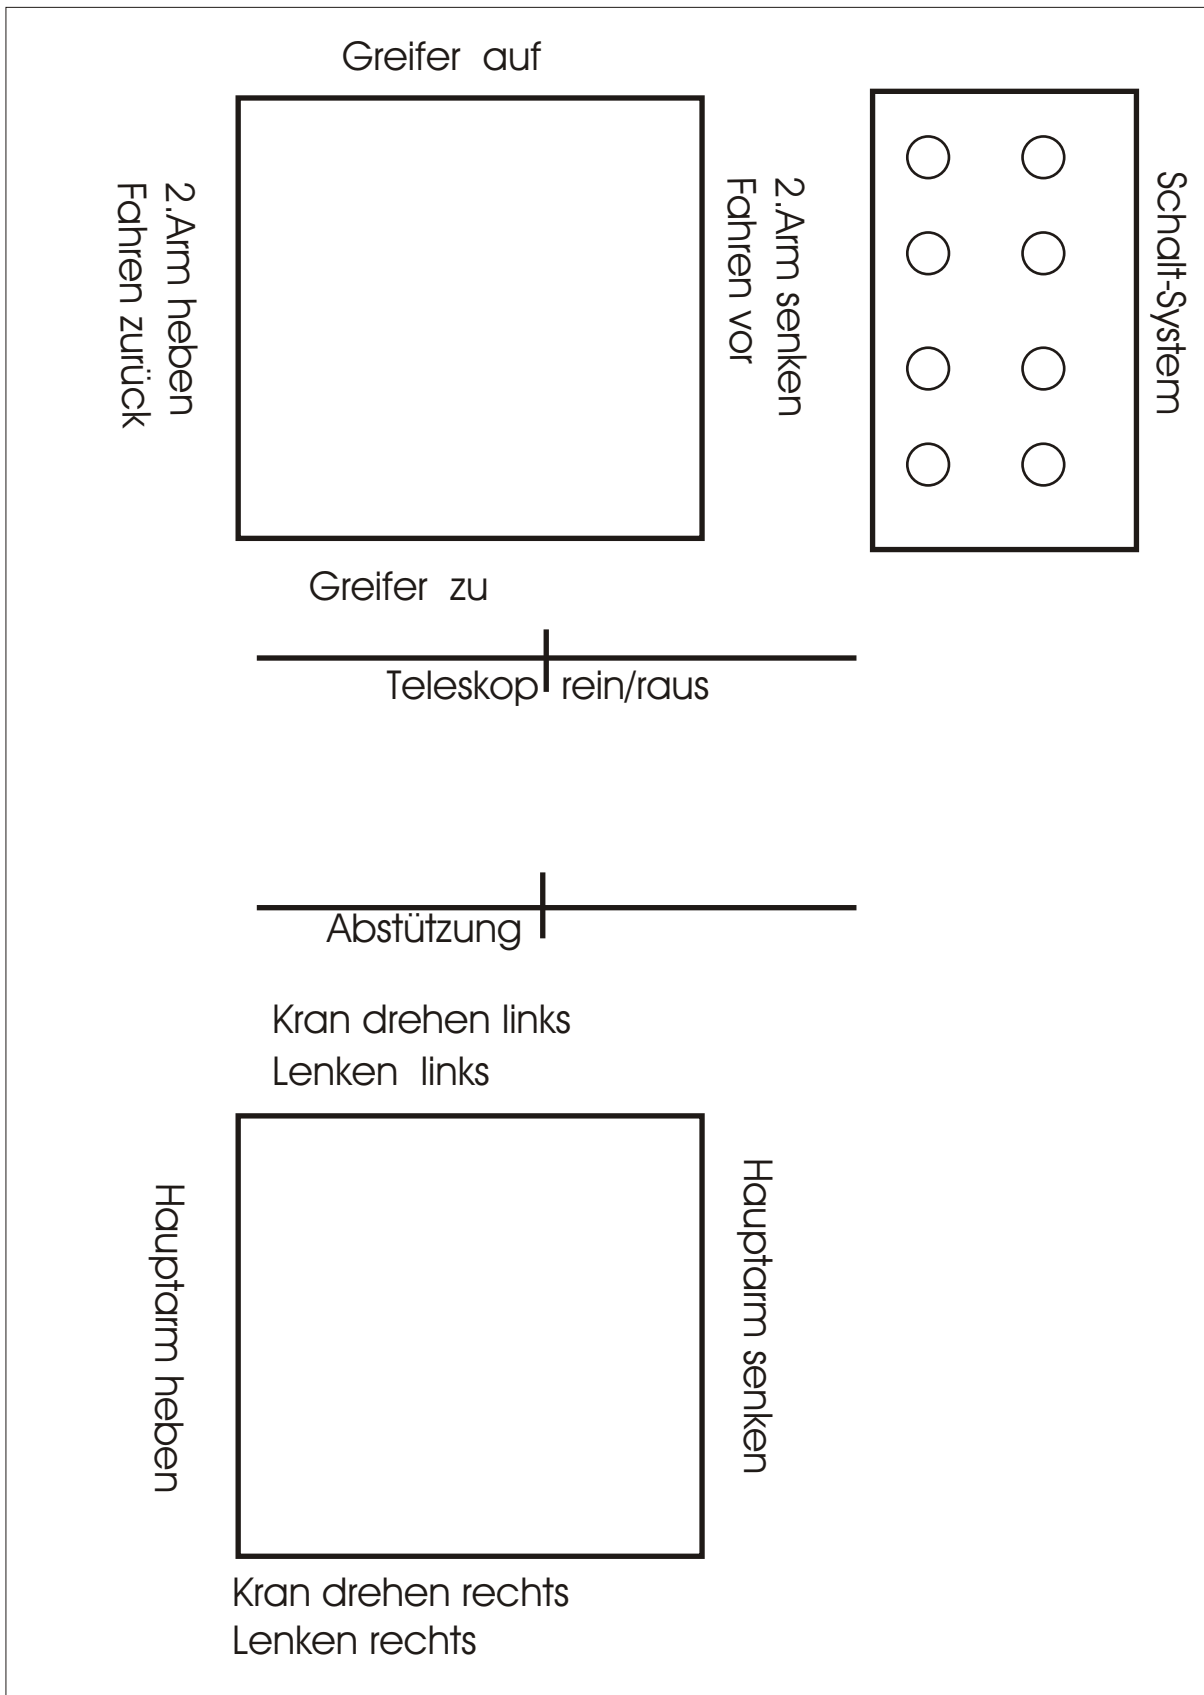 Greifer auf
2.Arm heben
Fahren zurück
2.Arm senken
Fahren vor
Schalt-System
Greifer zu
Teleskop rein/raus
Abstützung
Kran drehen links
Lenken links
Hauptarm heben
Hauptarm senken
Kran drehen rechts
Lenken rechts